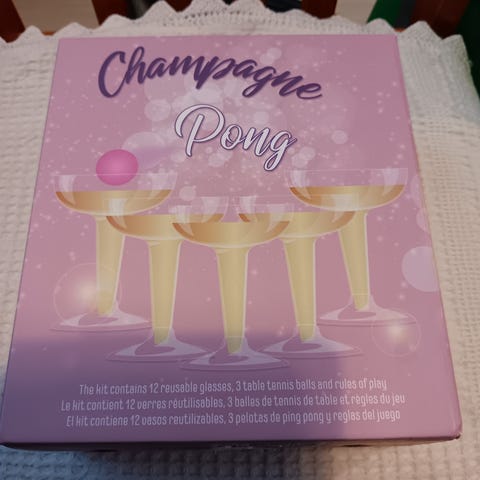 Champagne
Pong
The kit contains 12 reusable glasses, 3 table tennis balls and rules of play
Le kit contient 12 verres réutilisables, 3 balles de tennis de table et règles du jeu
El kit contiene 12 vasos reutilizables, 3 pelotas de ping pong y reglas del juego